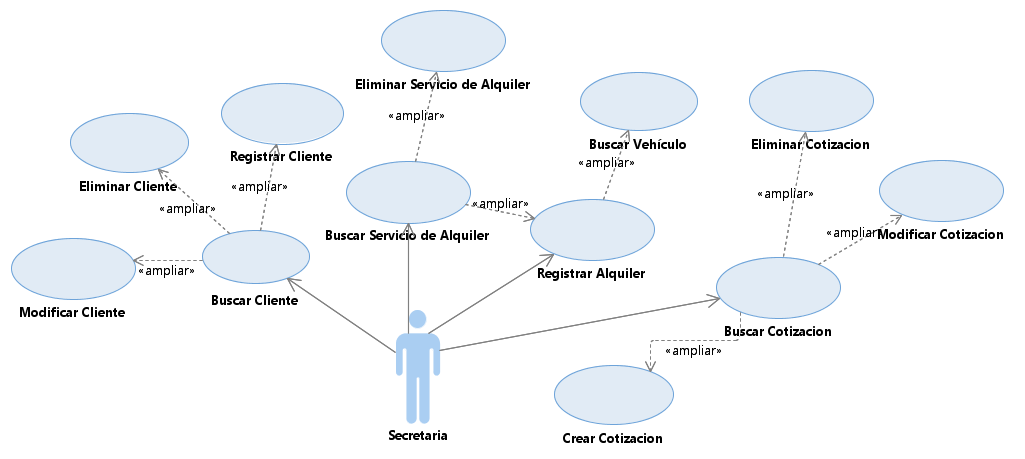 Eliminar Servicio de Alquiler
«ampliar»
Buscar Vehículo
Eliminar Cotizacion
Registrar Cliente
«ampliar»
Eliminar Cliente
«ampliar»
«ampliar»
«ampliar»
«ampliar»
«ampliar»
Buscar Servicio de Alquiler
«ampliar»
Modificar Cotizacion
Registrar Alquiler
«ampliar»
Buscar Cliente
Modificar Cliente
Buscar Cotizacion
«ampliar»
Secretaria
Crear Cotizacion